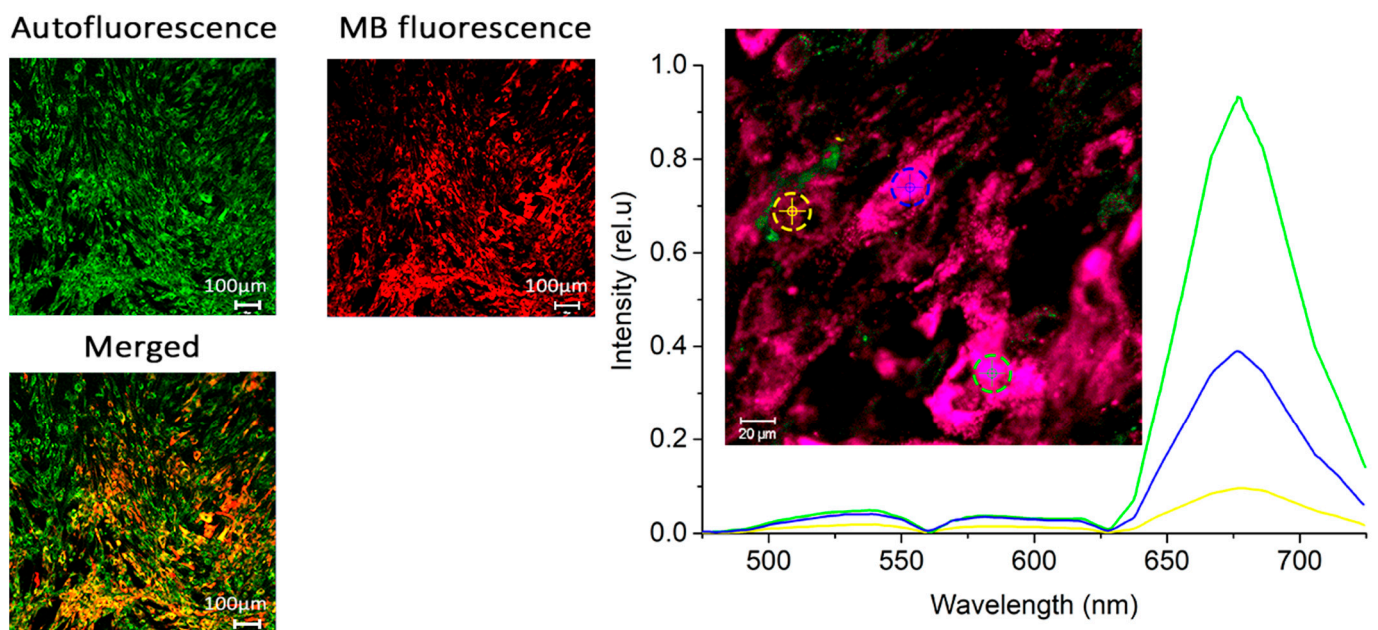 Autofluorescence
MB fluorescence
100µm
100µm
Merged
100µm
Intensity (rel.u)
1.0
0.8
0.6
0.4
0.2
0.0
20 µm
500
550
600
650
700
Wavelength (nm)